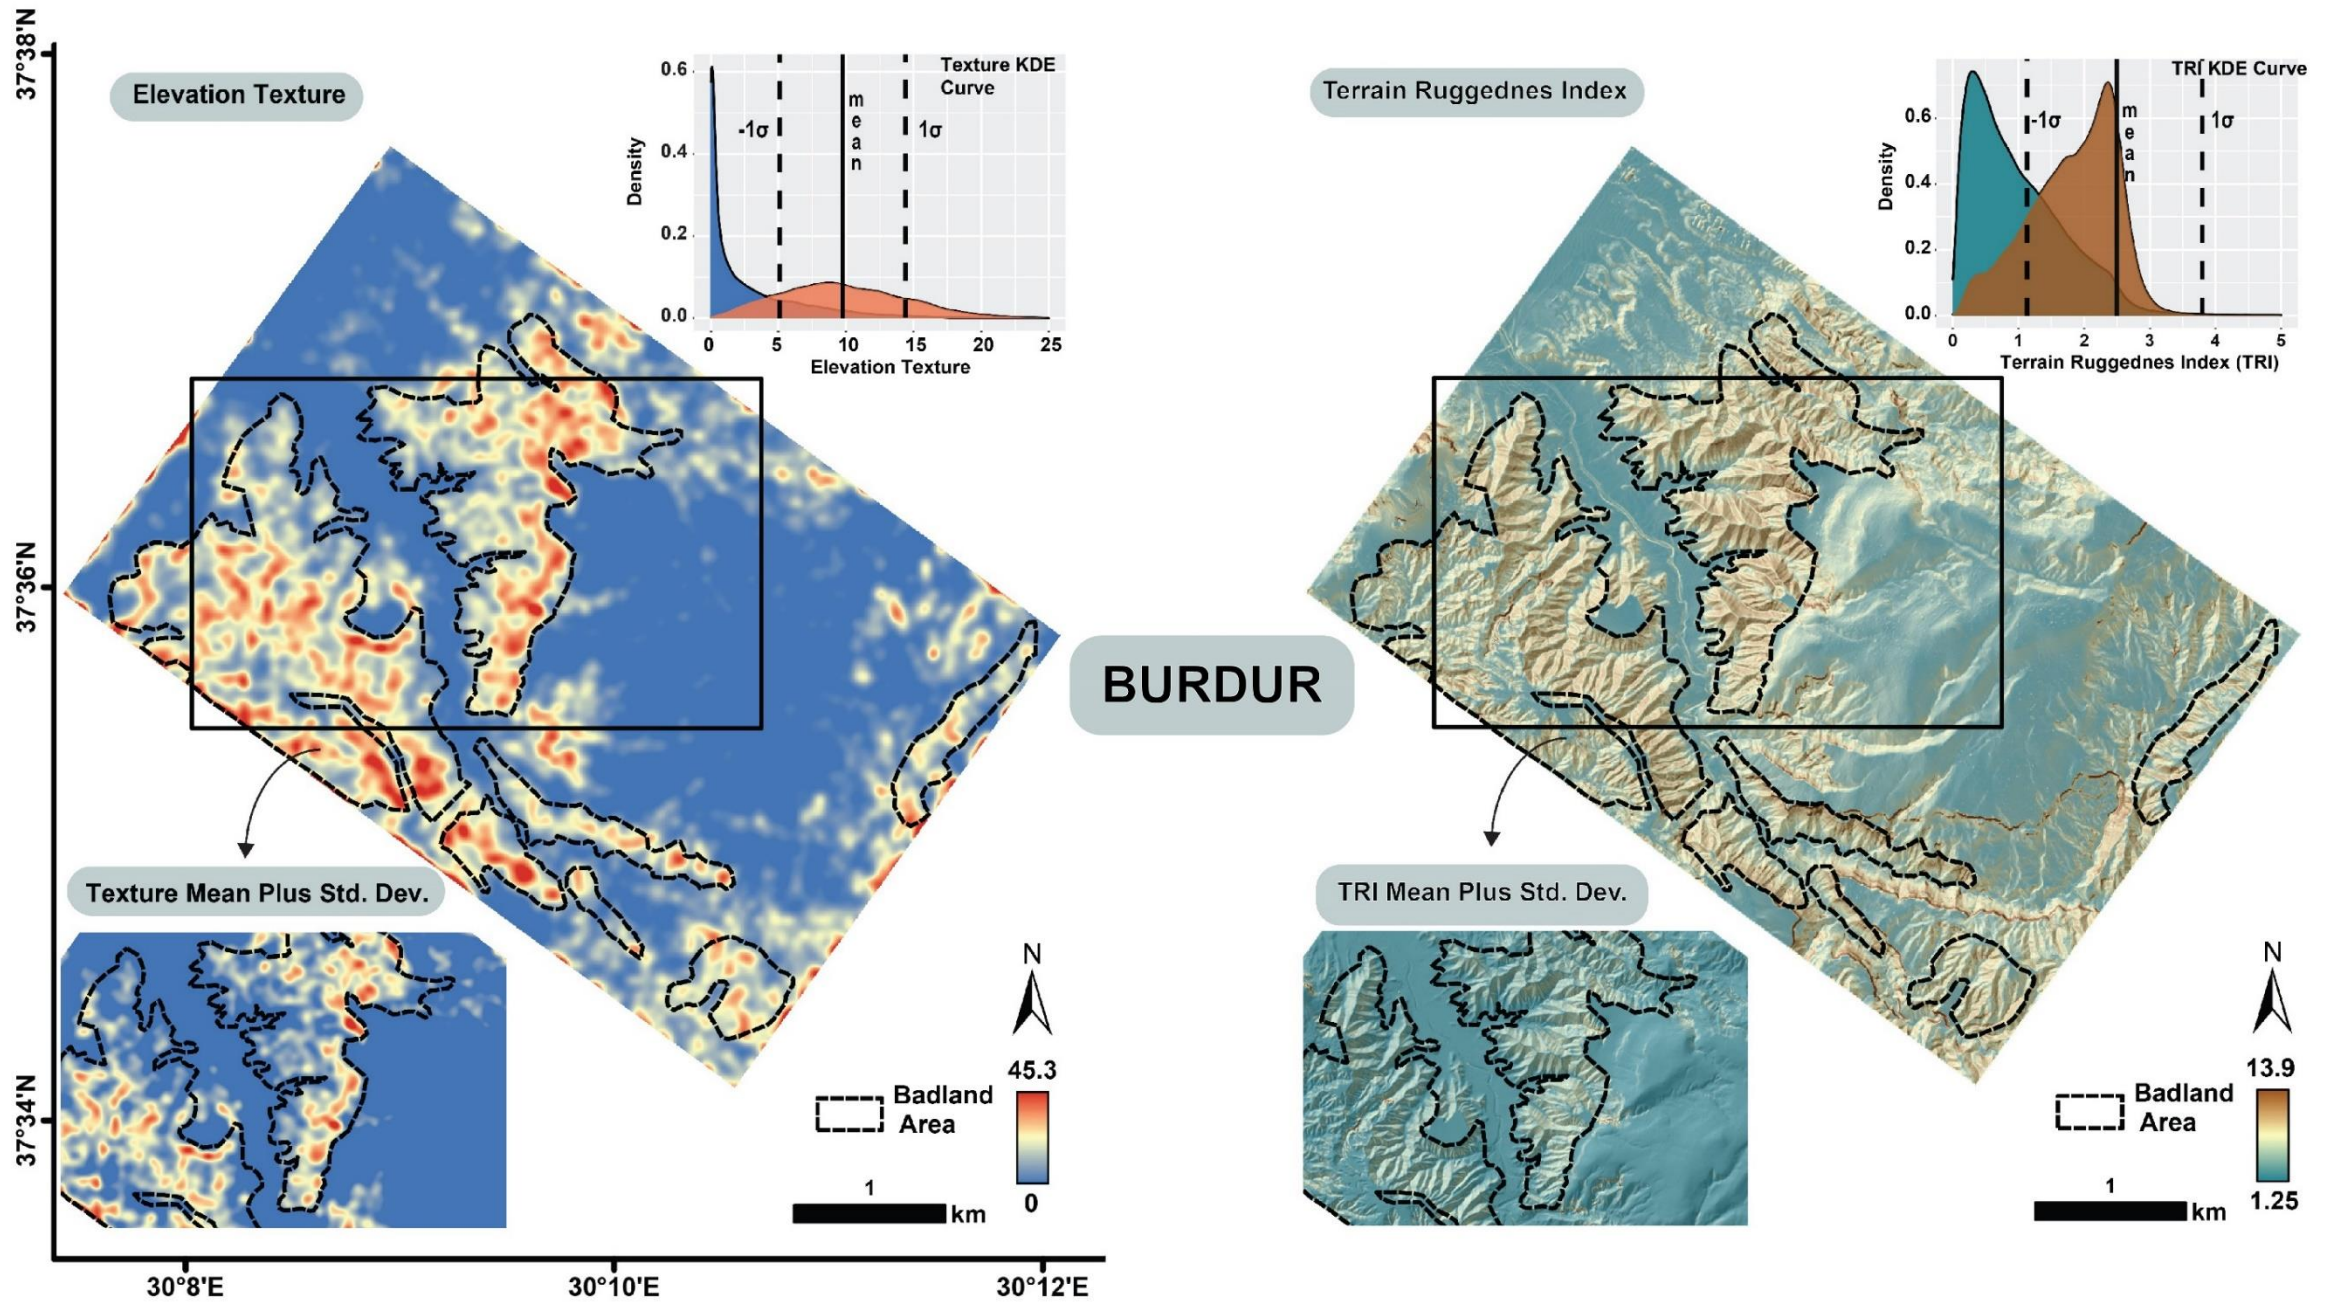 37°38'N
37°36'N
37°34'N
30°8'E
30°10'E
30°12'E
Elevation Texture
Texture KDE
Curve
-1σ
mean
1σ
Density
0.6
0.4
0.2
0.0
0
5
10
15
20
25
Elevation Texture
Texture Mean Plus Std. Dev.
N
Badland
Area
45.3
0
1
km
BURDUR
Terrain Ruggednes Index
TRI KDE Curve
-1σ
mean
1σ
Density
0.6
0.4
0.2
0.0
0
1
2
3
4
5
Terrain Ruggednes Index (TRI)
TRI Mean Plus Std. Dev.
N
Badland
Area
13.9
1.25
1
km